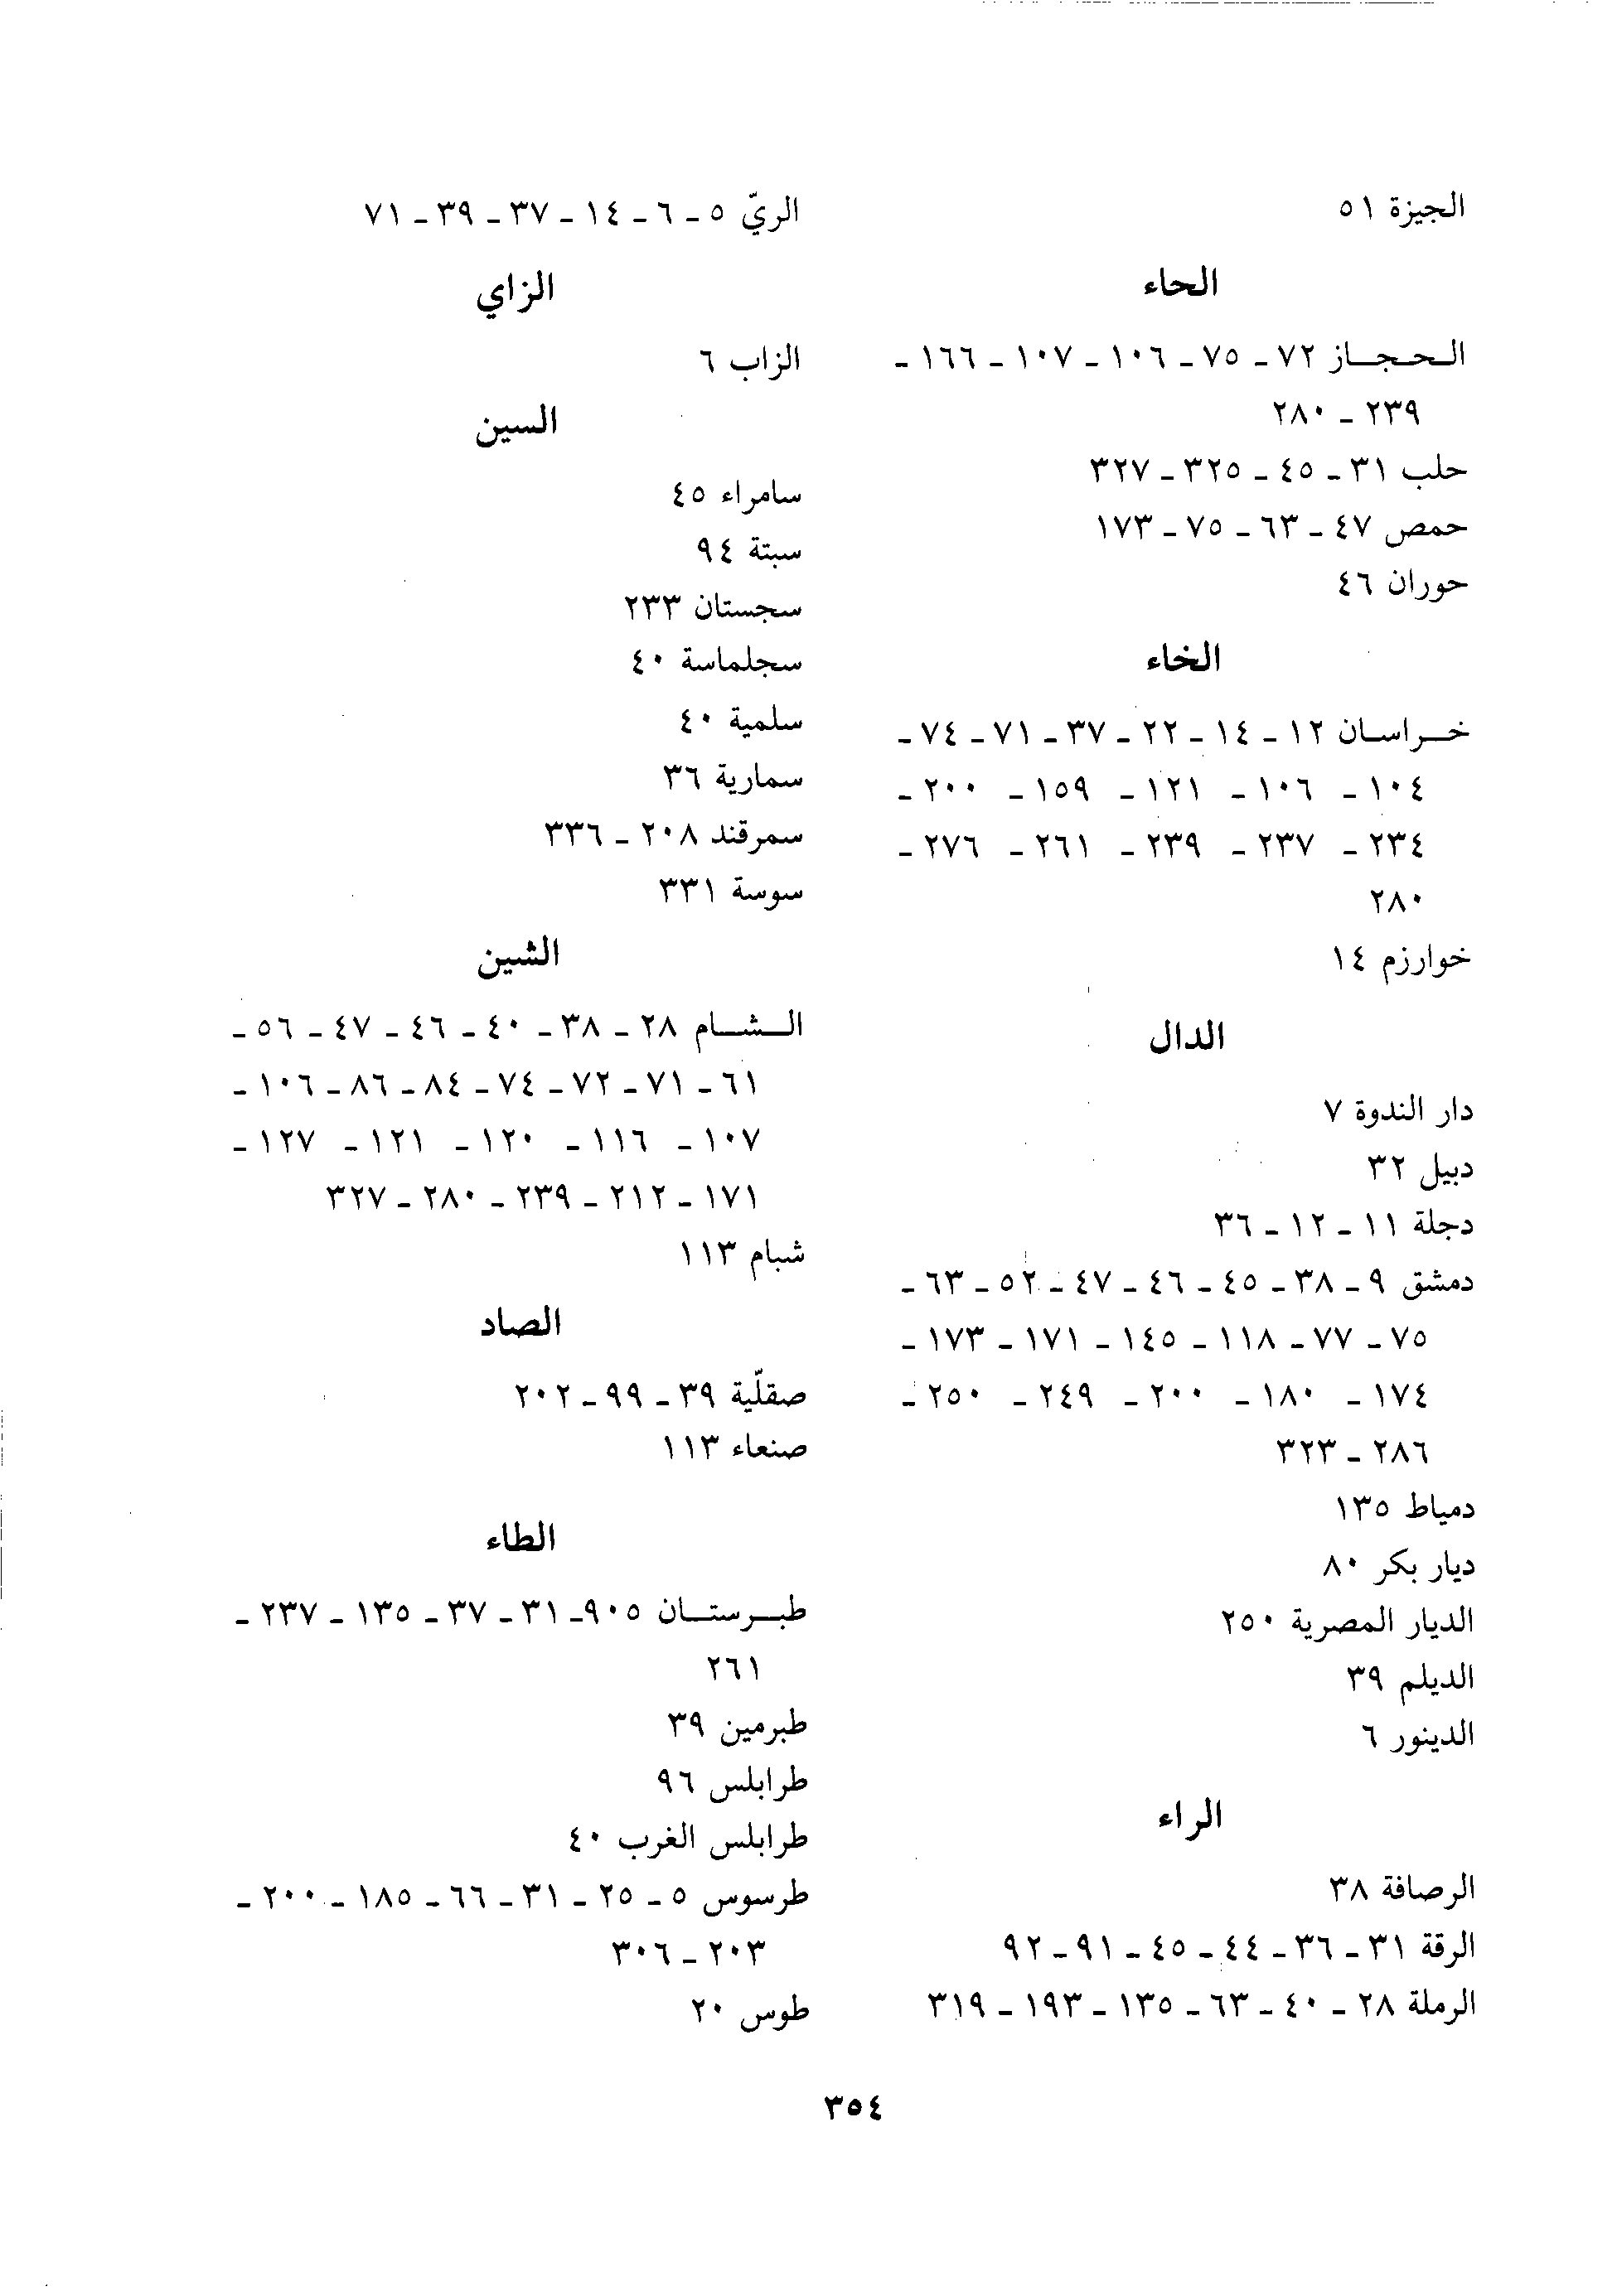 الجيزة ٥١
الحاء
الحجاز ٧٢ - ٧٥ - ١٠٦ - ١٠٧ - ١٦٦ -
٢٣٩ - ٢٨٠
حلب ٣١ - ٤٥ - ٣٢٥ - ٣٢٧
حمص ٤٧ - ٦٣ - ٧٥ - ١٧٣
حوران ٤٦
الخاء
خراسان ١٢ - ١٤ - ٢٢ - ٣٧ - ٧١ - ٧٤ -
١٠٤ - ١٠٦ - ١٢١ - ١٥٩ - ٢٠٠ -
٢٣٤ - ٢٣٧ - ٢٣٩ - ٢٦١ - ٢٧٦ -
٢٨٠
خوارزم ١٤
الدال
دار الندوة ٧
دبيل ٣٢
دجلة ١١ - ١٢ - ٣٦
دمشق ٩ - ٣٨ - ٤٥ - ٤٦ - ٤٧ - ٥٢ - ٦٣ -
٧٥ - ٧٧ - ١١٨ - ١٤٥ - ١٧١ - ١٧٣ -
١٧٤ - ١٨٠ - ٢٠٠ - ٢٤٩ - ٢٥٠ -
٢٨٦ - ٣٢٣
دمياط ١٣٥
ديار بكر ٨٠
الديار المصرية ٢٥٠
الديلم ٣٩
الدينور ٦
الراء
الرصافة ٣٨
الرقة ٣١ - ٣٦ - ٤٤ - ٤٥ - ٩١ - ٩٢
الرملة ٢٨ - ٤٠ - ٦٣ - ١٣٥ - ١٩٣ - ٣١٩
الريّ ٥ - ٦ - ١٤ - ٣٧ - ٣٩ - ٧١
الزاي
الزاب ٦
السين
سامراء ٤٥
سبتة ٩٤
سجستان ٢٣٣
سجلماسة ٤٠
سلمية ٤٠
سمارية ٣٦
سمرقند ٢٠٨ - ٣٣٦
سوسة ٣٣١
الشين
الشام ٢٨ - ٣٨ - ٤٠ - ٤٦ - ٤٧ - ٥٦ -
٦١ - ٧١ - ٧٢ - ٧٤ - ٨٤ - ٨٦ - ١٠٦ -
١٠٧ - ١١٦ - ١٢٠ - ١٢١ - ١٢٧ -
١٧١ - ٢١٢ - ٢٣٩ - ٢٨٠ - ٣٢٧
شبام ١١٣
الصاد
صقلّية ٣٩ - ٩٩ - ٢٠٢
صنعاء ١١٣
الطاء
طبرستان ٩٠٥- ٣١ - ٣٧ - ١٣٥ - ٢٣٧ -
٢٦١
طبرمين ٣٩
طرابلس ٩٦
طرابلس الغرب ٤٠
طرسوس ٥ - ٢٥ - ٣١ - ٦٦ - ١٨٥ - ٢٠٠ -
٢٠٣ - ٣٠٦
طوس ٢٠
٣٥٤